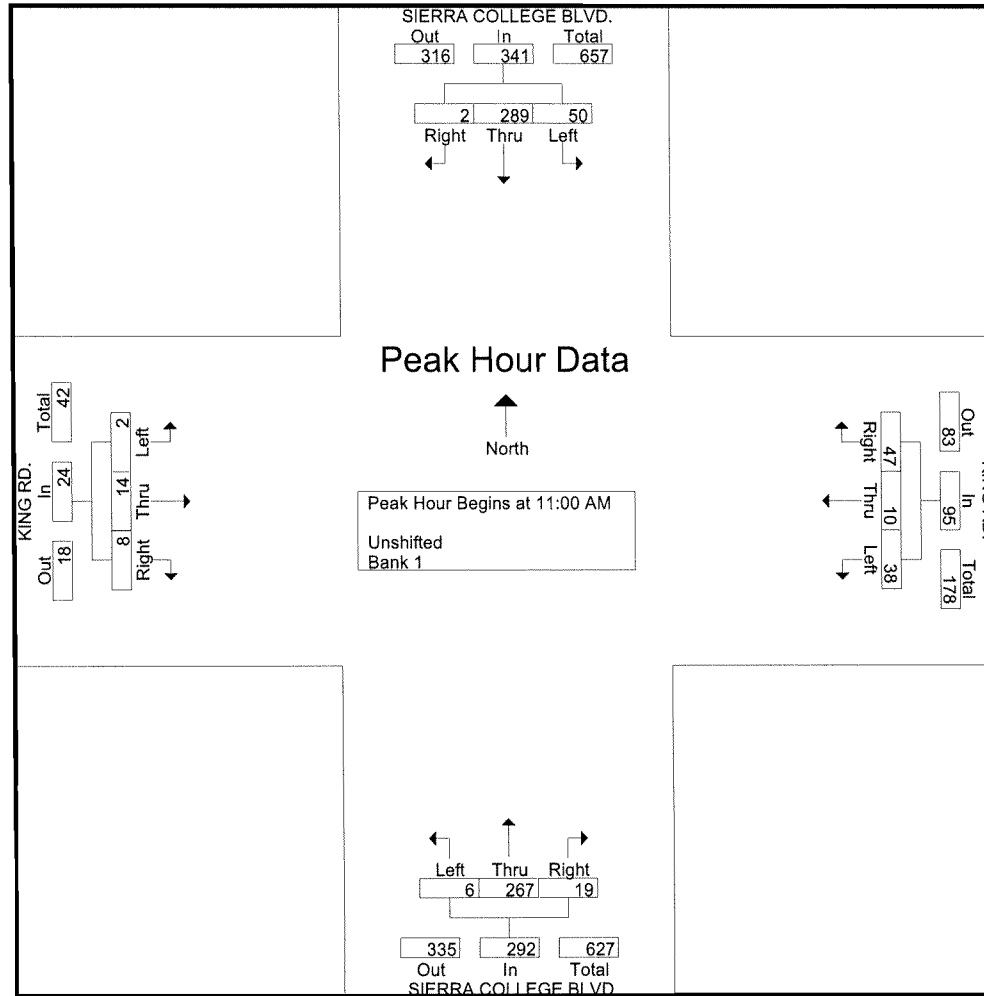 SIERRA COLLEGE BLVD.
Out In Total
316 341 657
2 289 50
Right Thru Left
Peak Hour Data
North
Peak Hour Begins at 11:00 AM
Unshifted
Bank 1
KING RD.
Out In Total
18 24 42
Left Thru Right
2 14 8
Right Thru Left
47 10 38
Out In Total
83 95 178
Left Thru Right
6 267 19
335 292 627
Out In Total
SIERRA COLLEGE BLVD